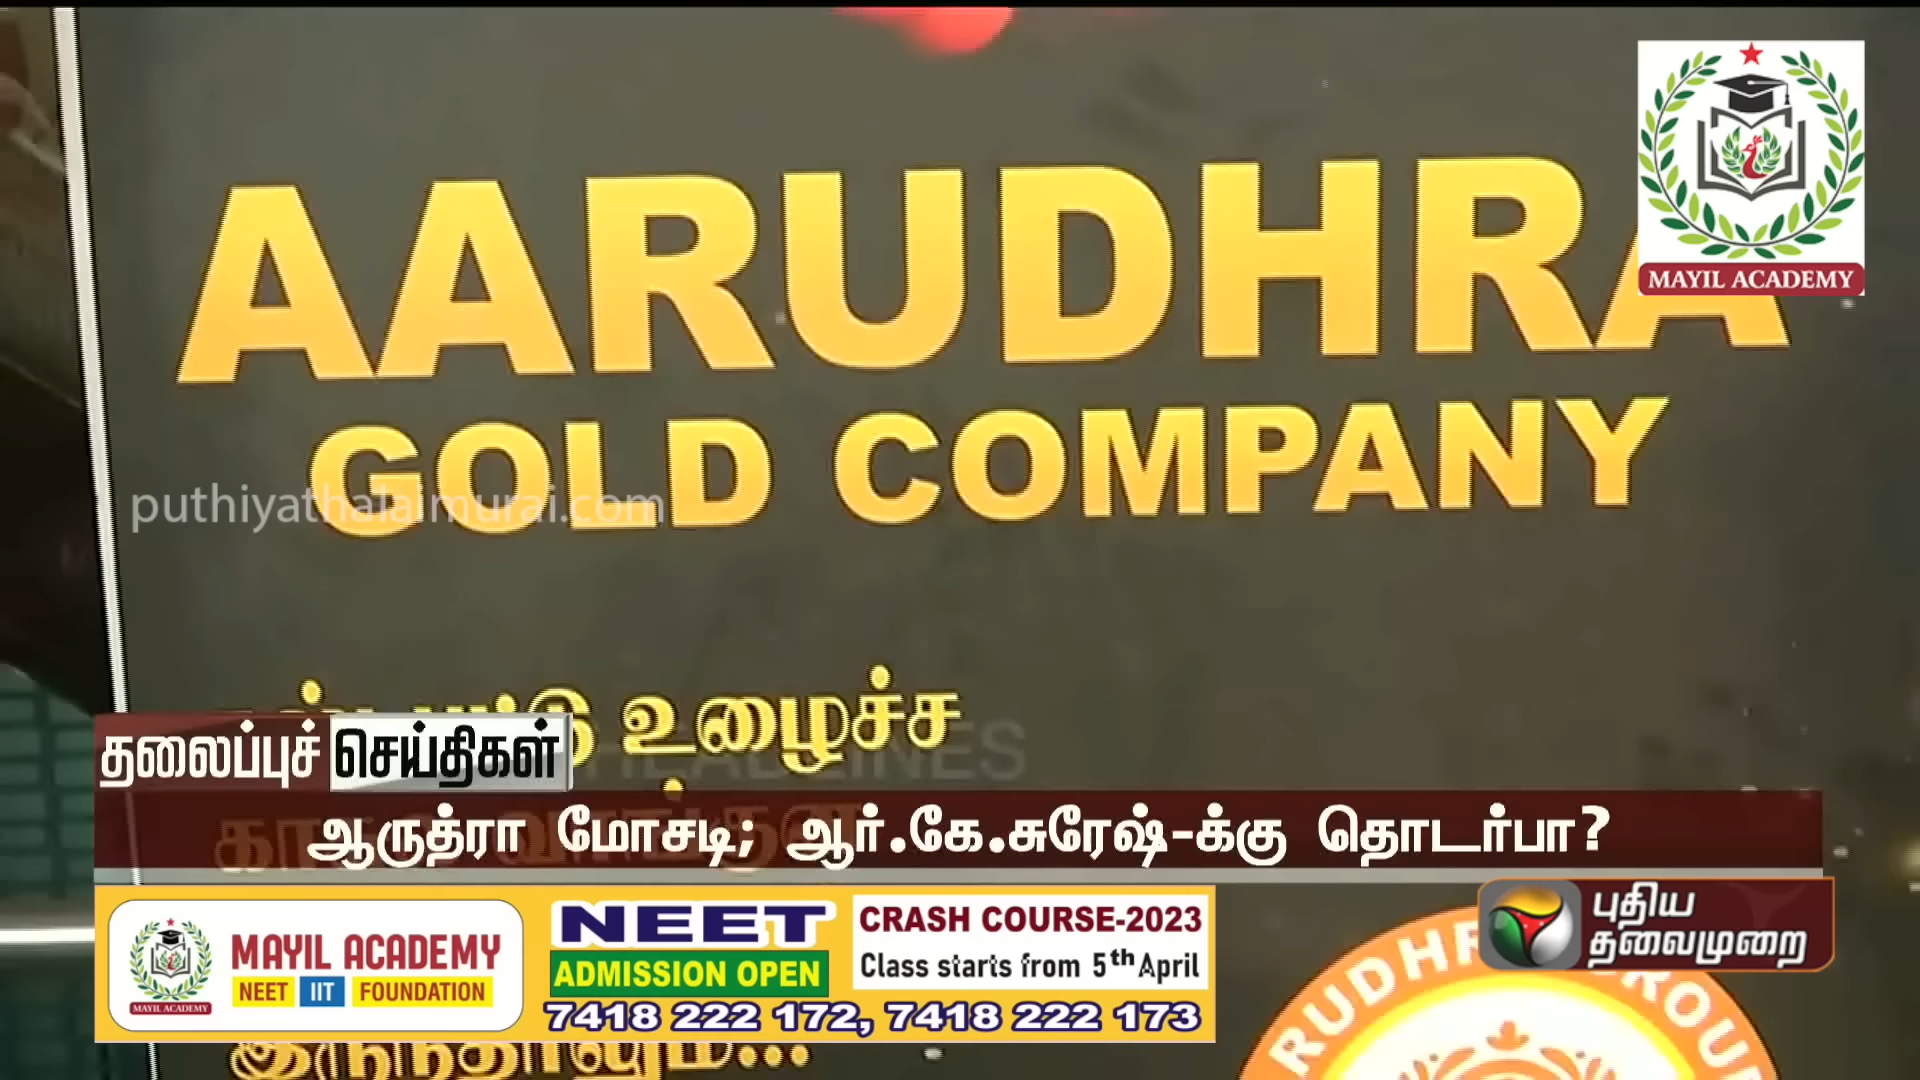 AARUDHRA
GOLD COMPANY
MAYIL ACADEMY
puthiyathalaimurai.com
உழைச்ச
HEADLINES
தலைப்புச் செய்திகள்
ஆருத்ரா மோசடி; ஆர்.கே.சுரேஷ்-க்கு தொடர்பா?
புதிய
தலைமுறை
MAYIL ACADEMY
MAYIL ACADEMY
NEET IIT FOUNDATION
NEET
ADMISSION OPEN
CRASH COURSE-2023
Class starts from 5th April
7418 222 172, 7418 222 173